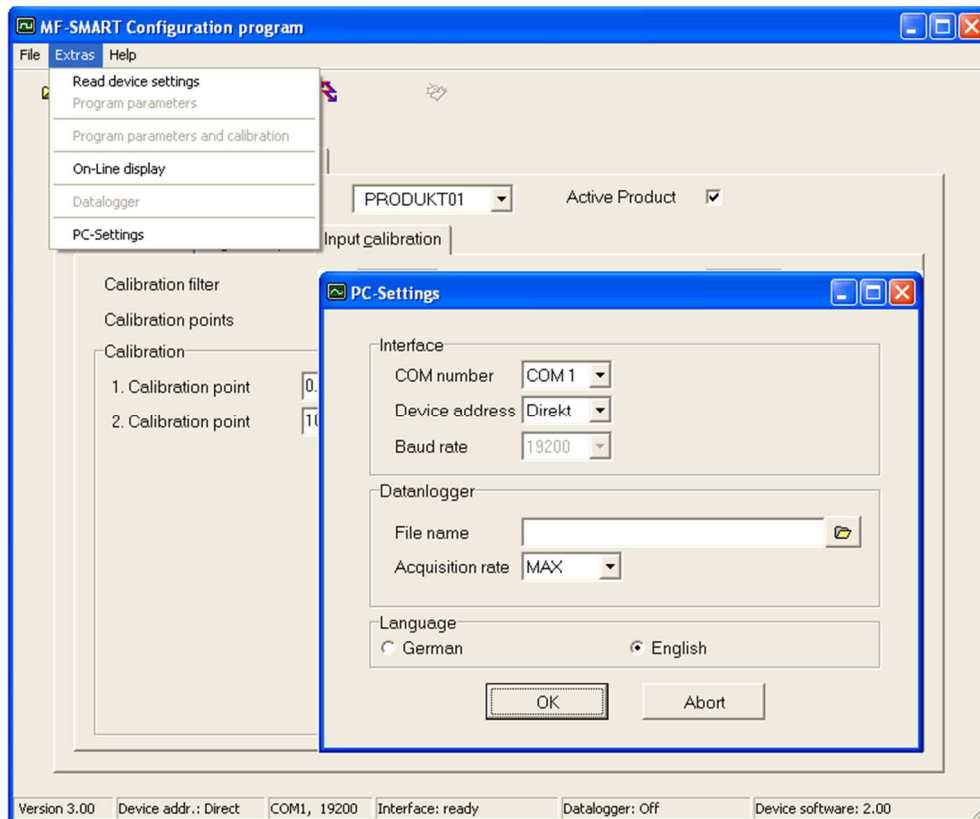 MF-SMART Configuration program
File Extras Help
Read device settings
Program parameters
Program parameters and calibration
On-Line display
Datalogger
PC-Settings
PRODUKT01
Active Product
Input calibration
Calibration filter
Calibration points
Calibration
1. Calibration point 0.
2. Calibration point 10
PC-Settings
Interface
COM number COM 1
Device address Direkt
Baud rate 19200
Datanlogger
File name
Acquisition rate MAX
Language
German English
OK Abort
Version 3.00 Device addr.: Direct COM1, 19200 Interface: ready Datalogger: Off Device software: 2.00